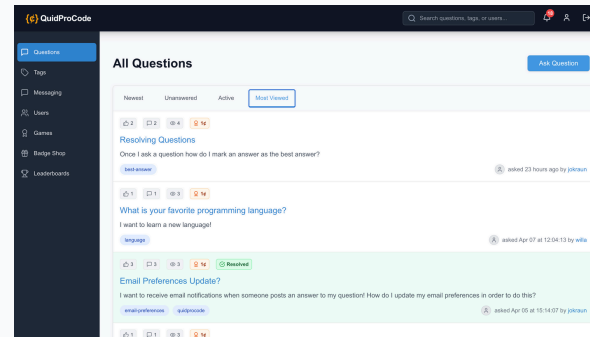 {¢} QuidProCode
Search questions, tags, or users...
Questions
Tags
Messaging
Users
Games
Badge Shop
Leaderboards
All Questions
Ask Question
Newest Unanswered Active Most Viewed
2 2 4 1¢
Resolving Questions
Once I ask a question how do I mark an answer as the best answer?
best-answer
asked 23 hours ago by jokraun
1 1 3 1¢
What is your favorite programming language?
I want to learn a new language!
language
asked Apr 07 at 12:04:13 by willa
3 3 3 1¢ Resolved
Email Preferences Update?
I want to receive email notifications when someone posts an answer to my question! How do I update my email preferences in order to do this?
email-preferences quidprocode
asked Apr 05 at 15:14:07 by jokraun
1 1 3 1¢